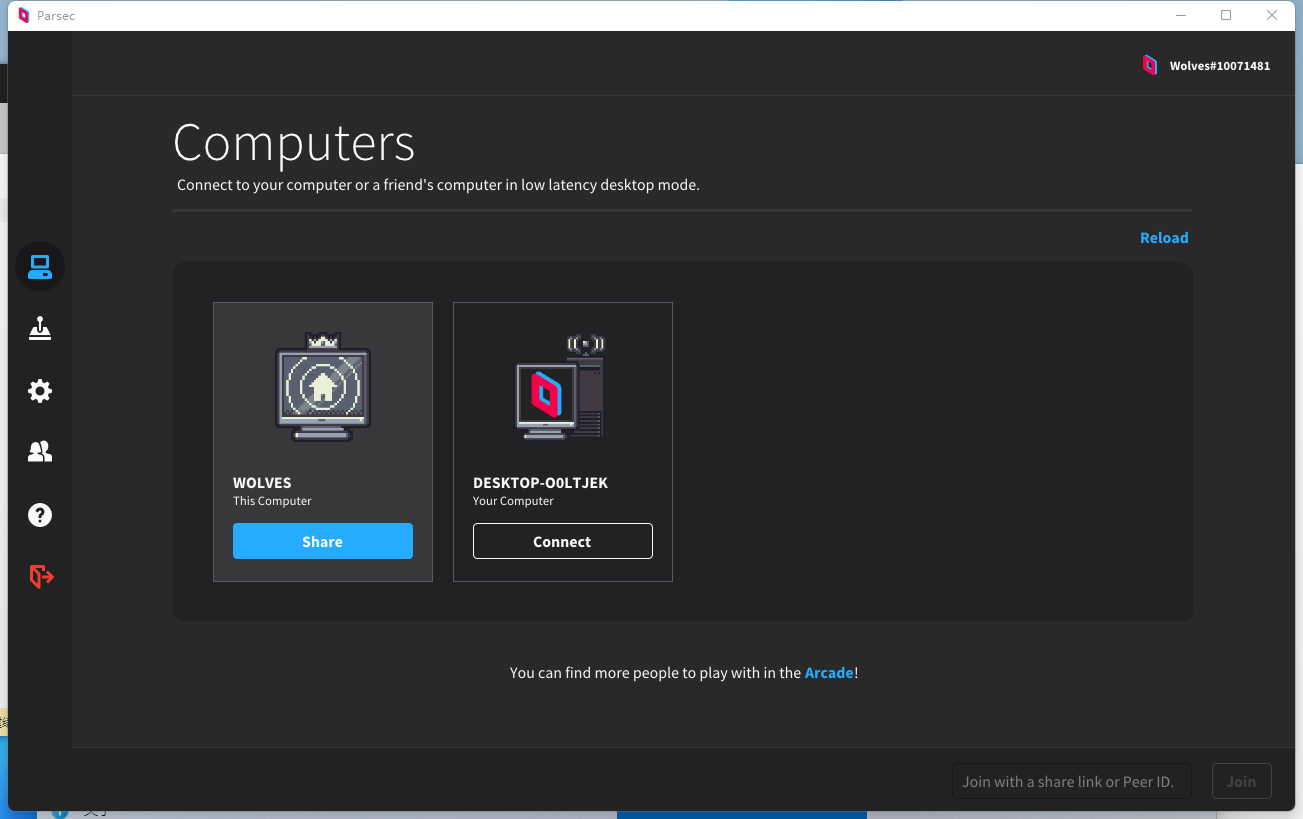 Parsec
Wolves#10071481
Computers
Connect to your computer or a friend's computer in low latency desktop mode.
Reload
WOLVES
This Computer
Share
DESKTOP-O0LTJEK
Your Computer
Connect
You can find more people to play with in the Arcade!
Join with a share link or Peer ID.
Join